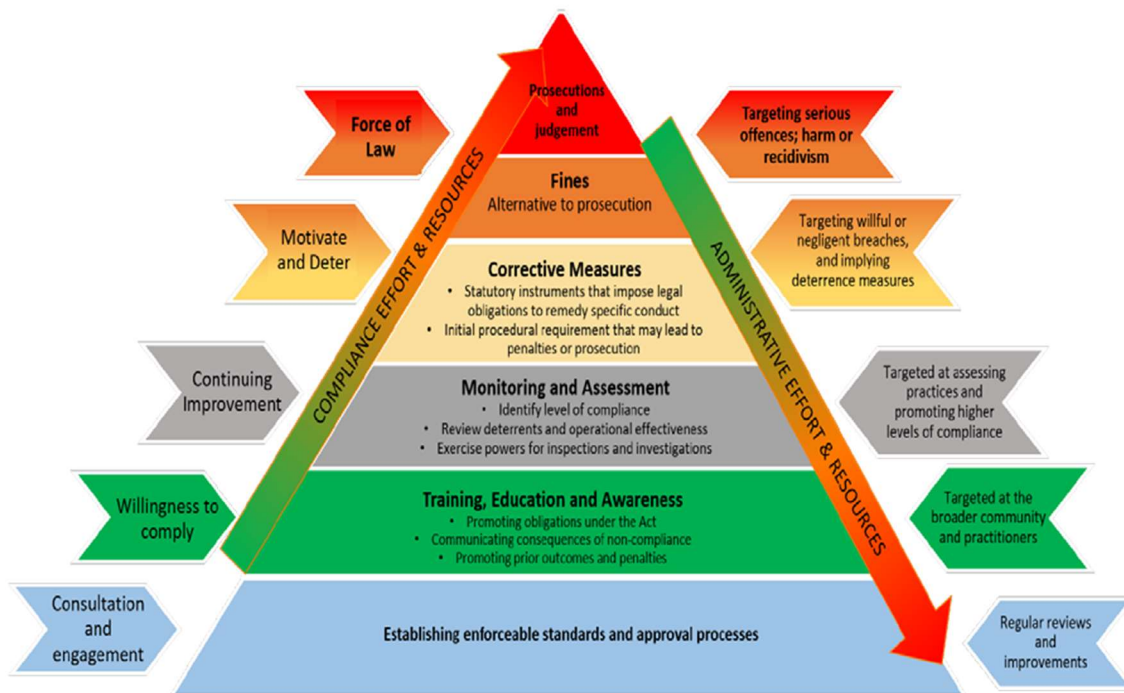 Prosecutions
and
judgement
Force of
Law
Targeting serious
offences; harm or
recidivism
Fines
Alternative to prosecution
Motivate
and Deter
Targeting willful or
negligent breaches,
and implying
deterrence measures
COMPLIANCE EFFORT & RESOURCES
ADMINISTRATIVE EFFORT & RESOURCES
Corrective Measures
• Statutory instruments that impose legal
obligations to remedy specific conduct
• Initial procedural requirement that may lead to
penalties or prosecution
Continuing
Improvement
Monitoring and Assessment
• Identify level of compliance
• Review deterrents and operational effectiveness
• Exercise powers for inspections and investigations
Targeted at assessing
practices and
promoting higher
levels of compliance
Willingness to
comply
Training, Education and Awareness
• Promoting obligations under the Act
• Communicating consequences of non-compliance
• Promoting prior outcomes and penalties
Targeted at the
broader community
and practitioners
Consultation
and
engagement
Establishing enforceable standards and approval processes
Regular reviews
and
improvements